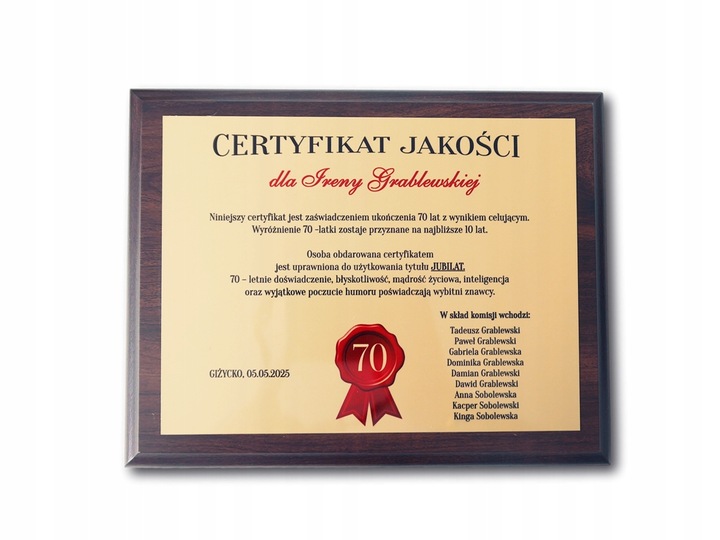 CERTYFIKAT JAKOŚCI
dla Ireny Grablewskiej
Niniejszy certyfikat jest zaświadczeniem ukończenia 70 lat z wynikiem celującym.
Wyróżnienie 70 -latki zostaje przyznane na najbliższe 10 lat.
Osoba obdarowana certyfikatem
jest uprawniona do użytkowania tytułu JUBILAT.
70 – letnie doświadczenie, błyskotliwość, mądrość życiowa, inteligencja
oraz wyjątkowe poczucie humoru poświadczają wybitni znawcy.
W skład komisji wchodzi:
Tadeusz Grablewski
Paweł Grablewski
Gabriela Grablewska
Dominika Grablewska
Damian Grablewski
Dawid Grablewski
Anna Sobolewska
Kacper Sobolewski
Kinga Sobolewska
70
GIŻYCKO, 05.05.2025